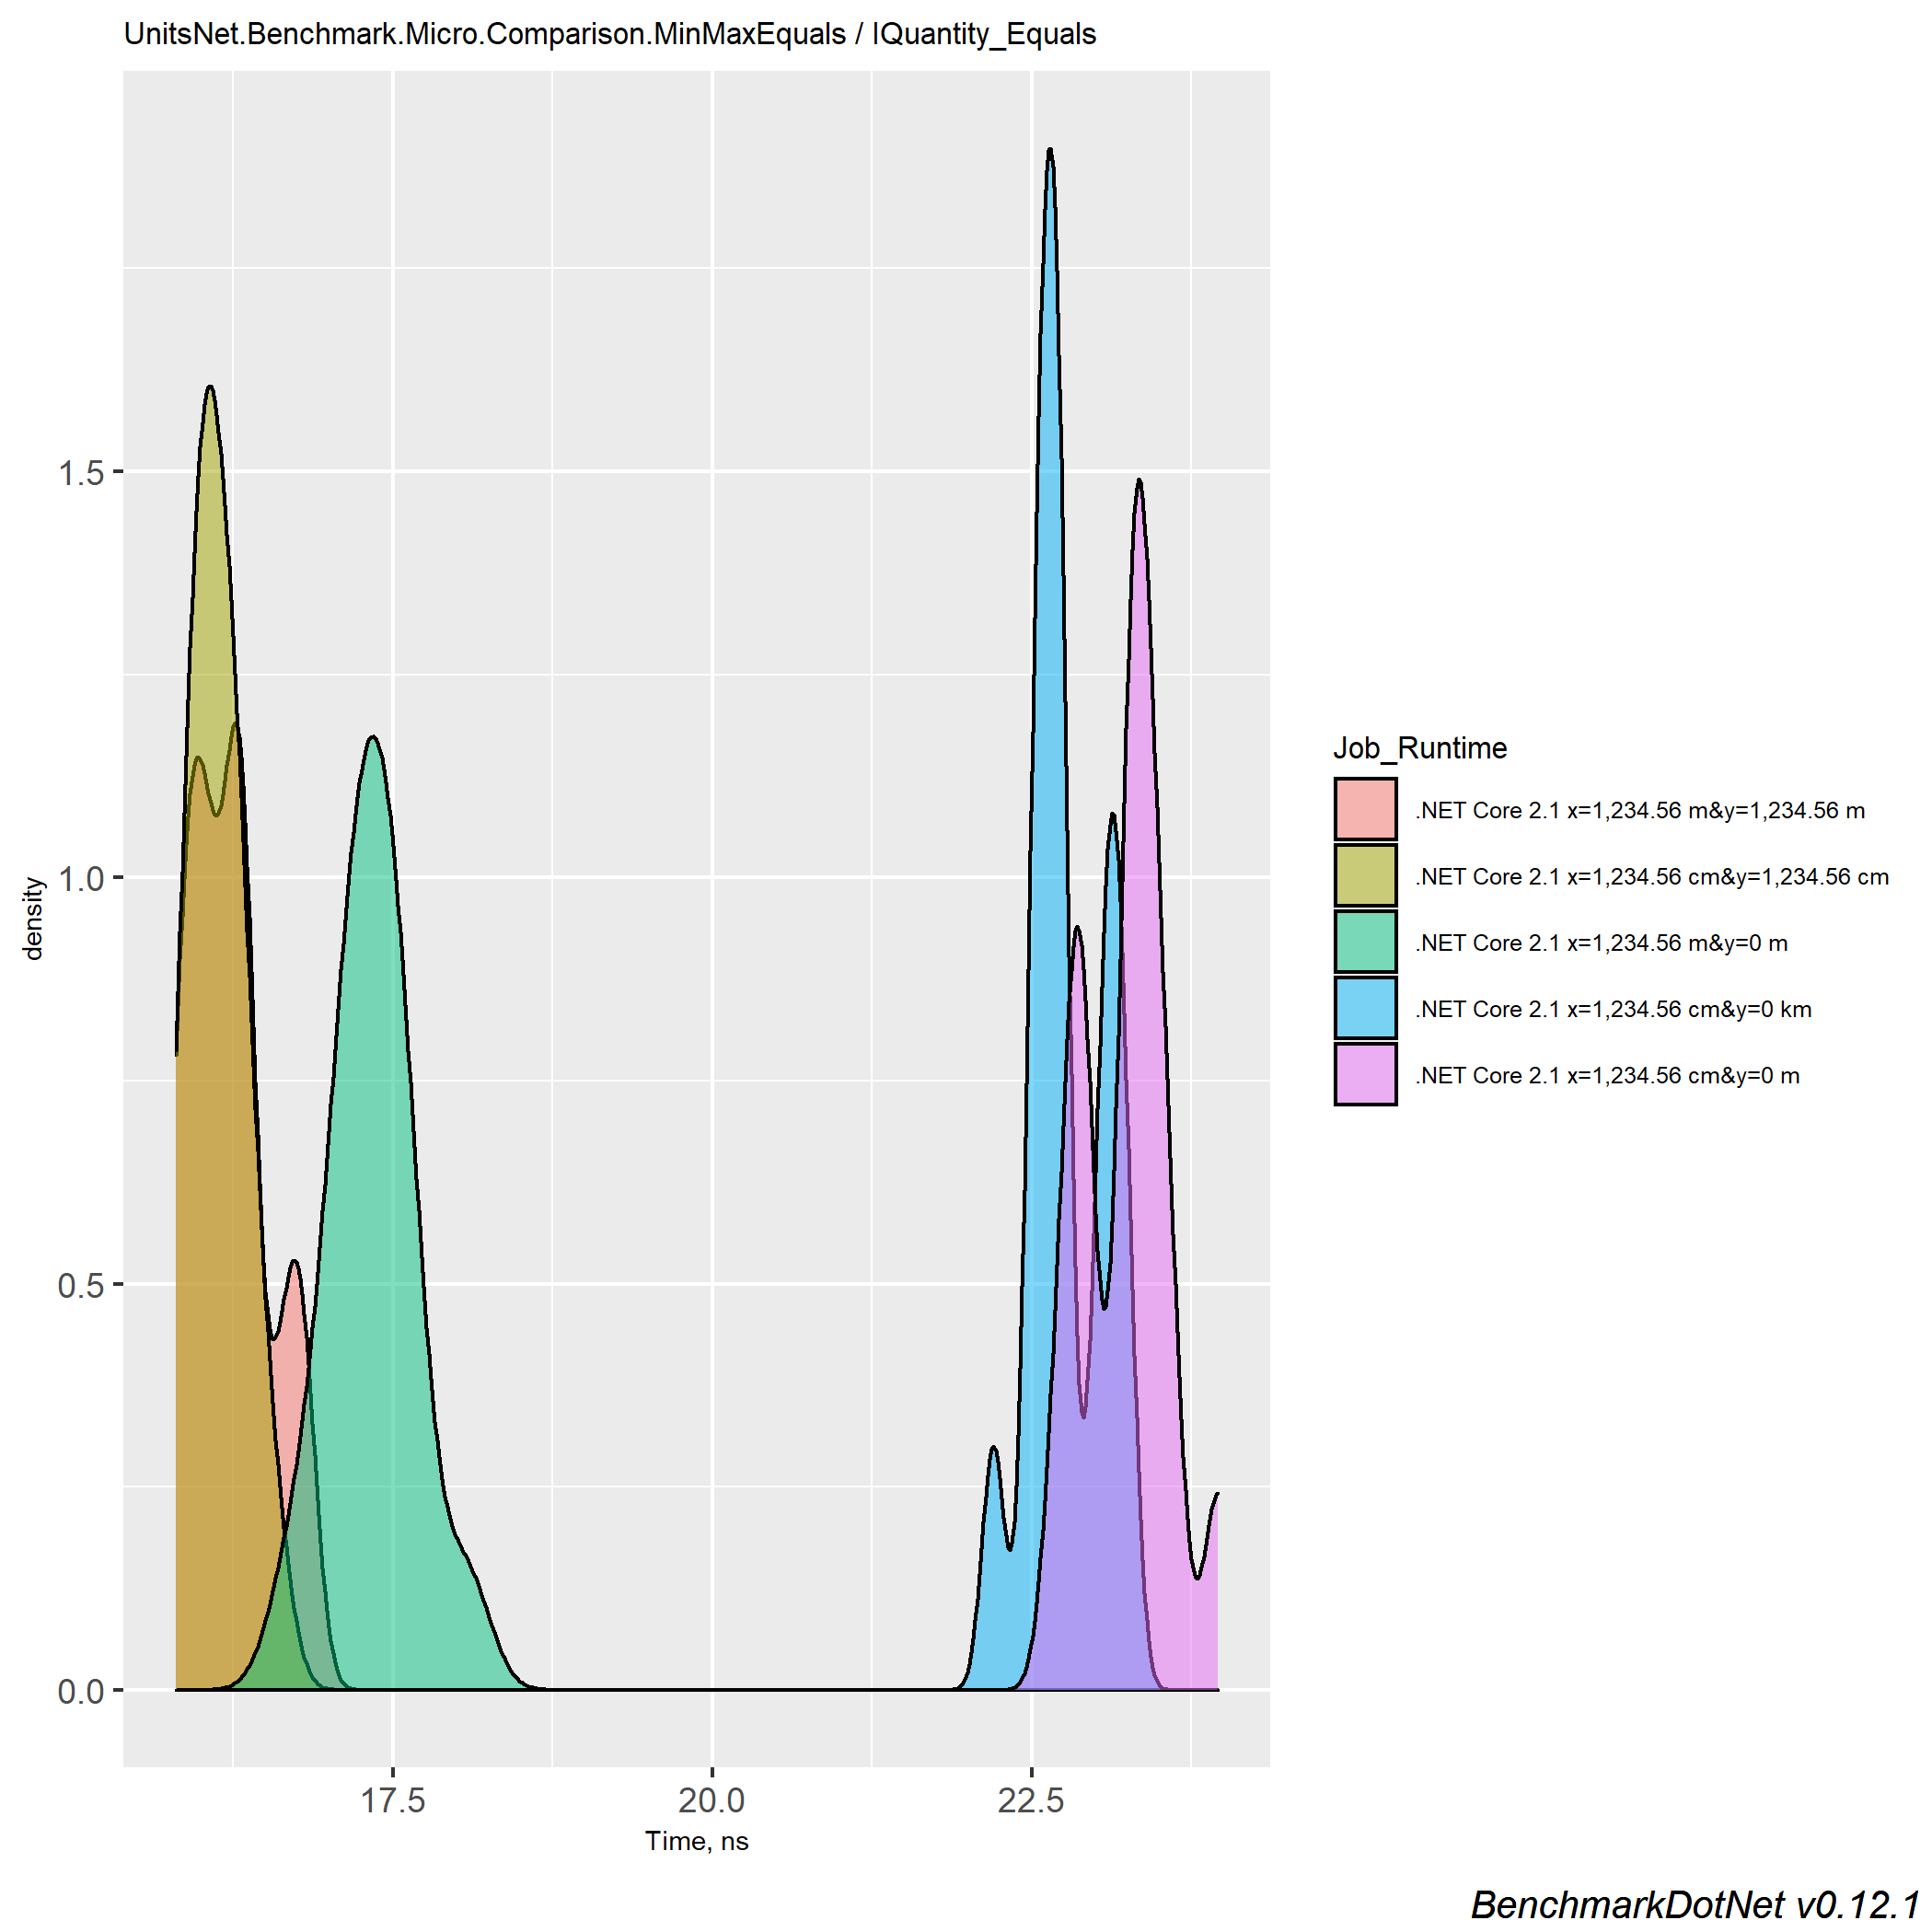 UnitsNet.Benchmark.Micro.Comparison.MinMaxEquals / IQuantity_Equals
density
1.5
1.0
0.5
0.0
17.5 20.0 22.5
Time, ns
Job_Runtime
.NET Core 2.1 x=1,234.56 m&y=1,234.56 m
.NET Core 2.1 x=1,234.56 cm&y=1,234.56 cm
.NET Core 2.1 x=1,234.56 m&y=0 m
.NET Core 2.1 x=1,234.56 cm&y=0 km
.NET Core 2.1 x=1,234.56 cm&y=0 m
BenchmarkDotNet v0.12.1